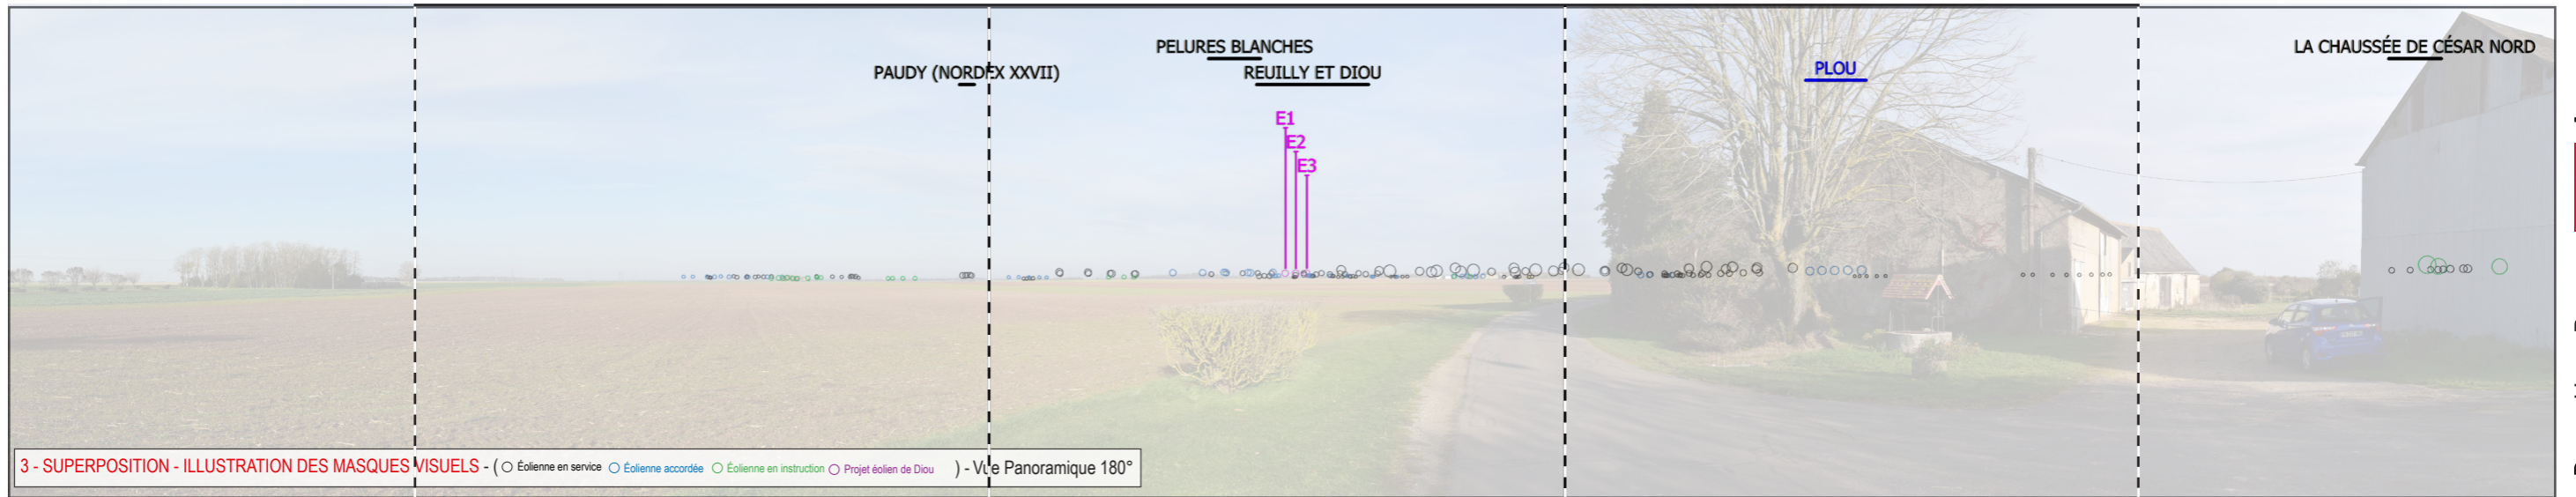 PELURES BLANCHES
LA CHAUSSÉE DE CÉSAR NORD
PAUDY (NORDEX XXVII)
REUILLY ET DIOU
PLOU
E1
E2
E3
3 - SUPERPOSITION - ILLUSTRATION DES MASQUES VISUELS - ( Éolienne en service Éolienne accordée Éolienne en instruction Projet éolien de Diou ) - Vue Panoramique 180°